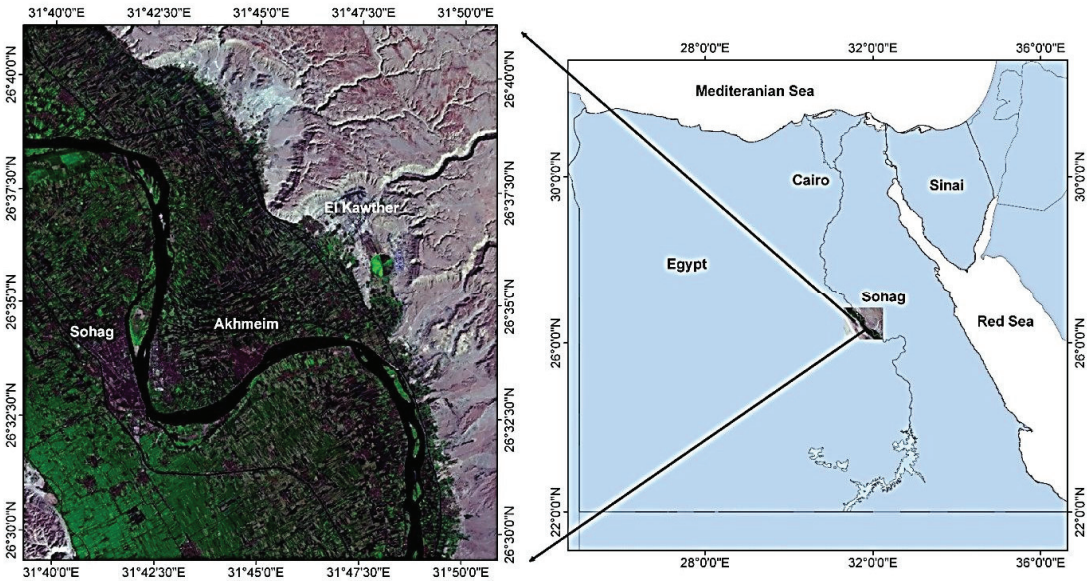 31°40'0"E 31°42'30"E 31°45'0"E 31°47'30"E 31°50'0"E
26°40'0"N
26°37'30"N
26°35'0"N
26°32'30"N
26°30'0"N
El Kawther
Sohag
Akhmeim
26°40'0"N
26°37'30"N
26°35'0"N
26°32'30"N
26°30'0"N
31°40'0"E 31°42'30"E 31°45'0"E 31°47'30"E 31°50'0"E
28°0'0"E 32°0'0"E 36°0'0"E
Mediteranian Sea
30°0'0"N
26°0'0"N
22°0'0"N
Cairo
Sinai
Egypt
Sohag
Red Sea
30°0'0"N
26°0'0"N
22°0'0"N
28°0'0"E 32°0'0"E 36°0'0"E